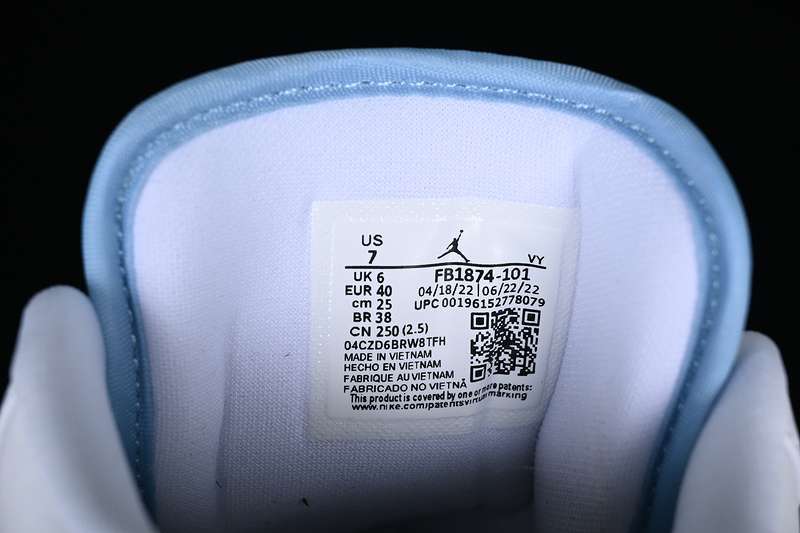 US
7
VY
UK 6
FB1874-101
EUR 40
04/18/22 | 06/22/22
cm 25
UPC 00196152778079
BR 38
CN 250 (2.5)
04CZD6BRW8TFH
MADE IN VIETNAM
HECHO EN VIETNAM
FABRIQUE AU VIETNAM
FABRICADO NO VIETNÃ
This product is covered by one or more patents:
www.nike.com/patentsvirtualmarking